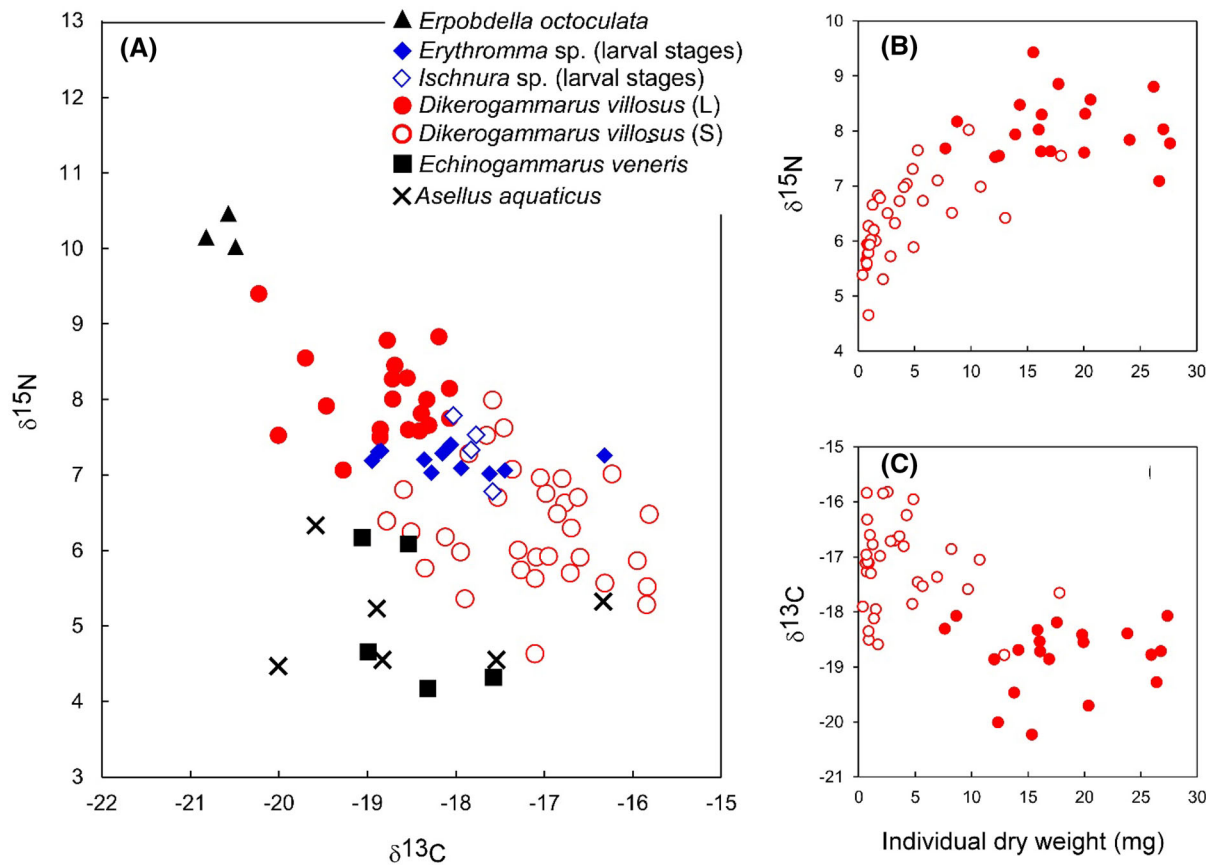 (A)
Erpobdella octoculata
Erythromma sp. (larval stages)
Ischnura sp. (larval stages)
Dikerogammarus villosus (L)
Dikerogammarus villosus (S)
Echinogammarus veneris
Asellus aquaticus
13
12
11
10
9
8
7
6
5
4
3
δ15N
-22 -21 -20 -19 -18 -17 -16 -15
δ13C
(B)
10
9
8
7
6
5
4
δ15N
0 5 10 15 20 25 30
(C)
-15
-16
-17
-18
-19
-20
-21
δ13C
0 5 10 15 20 25 30
Individual dry weight (mg)